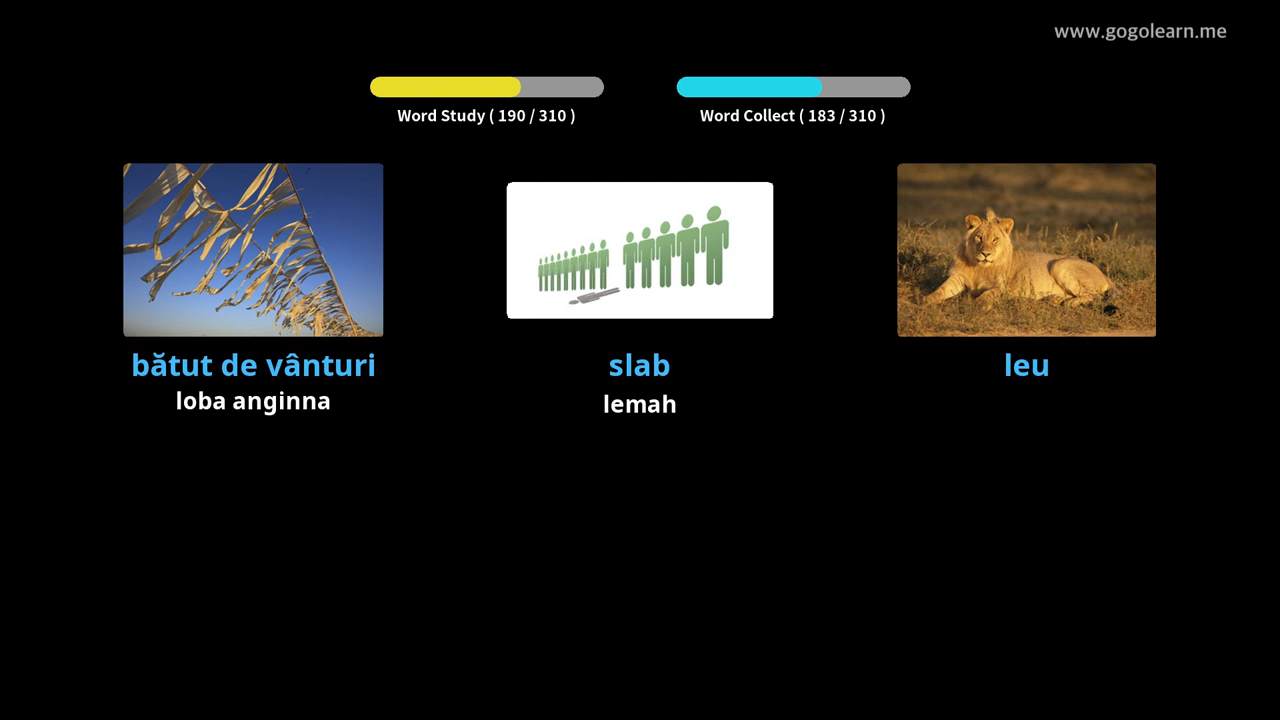 www.gogolearn.me
Word Study ( 190 / 310 )
Word Collect ( 183 / 310 )
bătut de vânturi
loba anginna
slab
lemah
leu